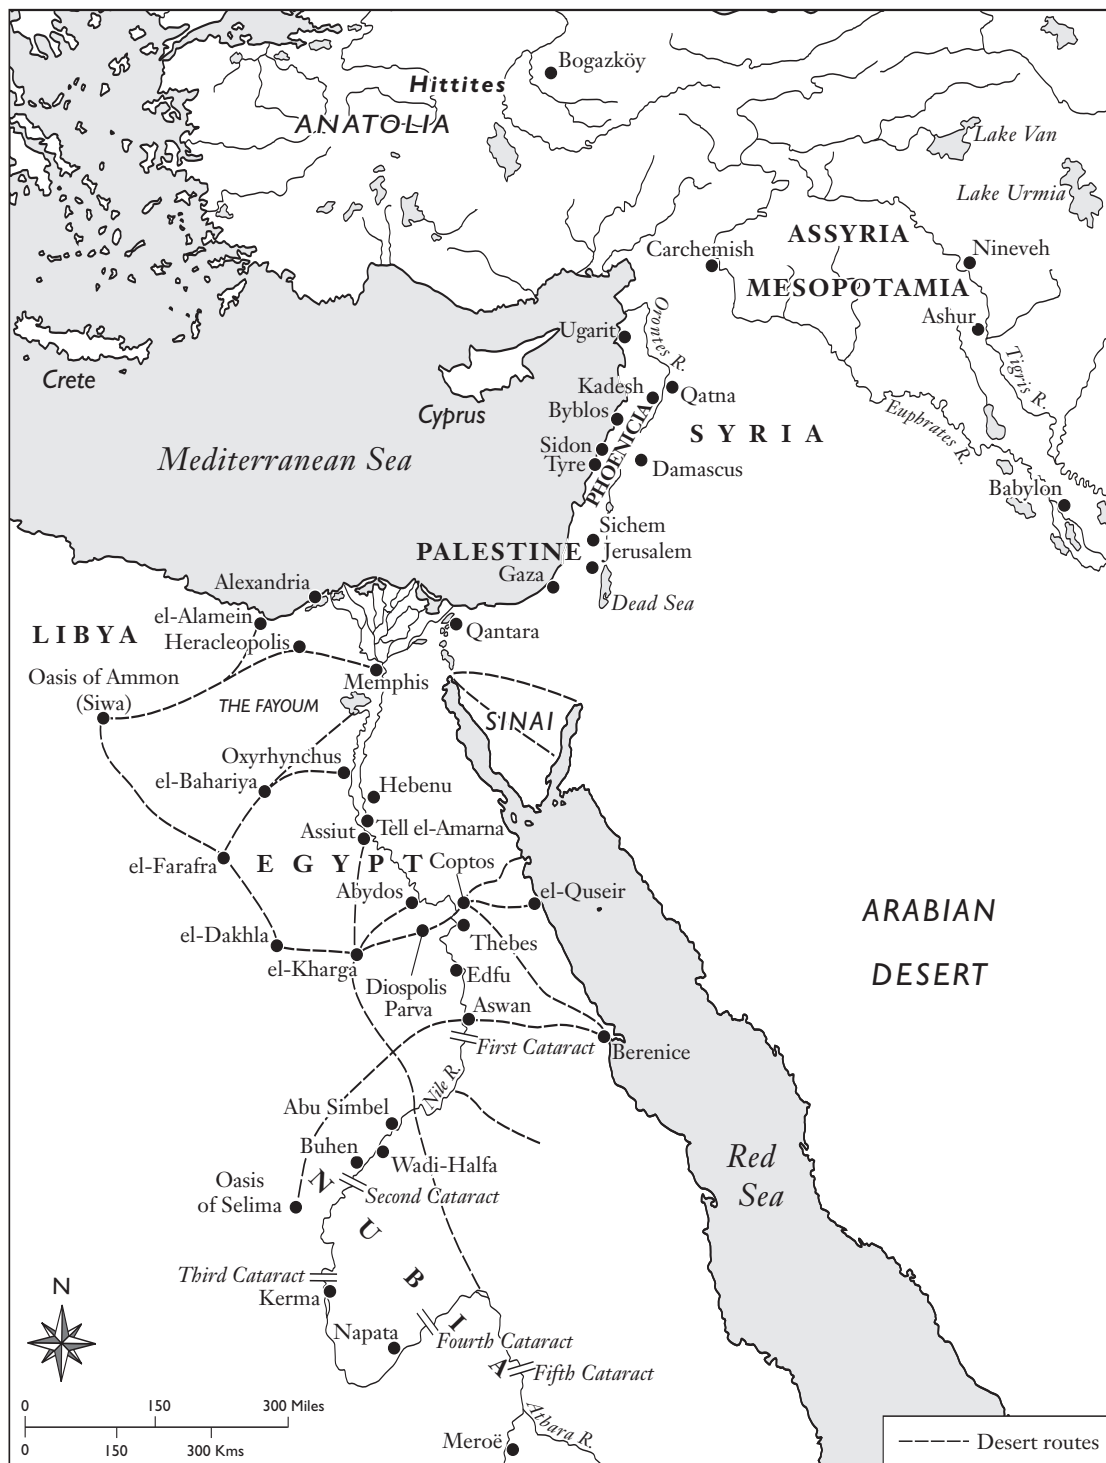 Bogazköy
Hittites
ANATOLIA
Lake Van
Lake Urmia
ASSYRIA
Carchemish
Nineveh
MESOPOTAMIA
Ashur
Orontes R.
Ugarit
Tigris R.
Crete
Cyprus
Kadesh
Qatna
Byblos
Euphrates R.
SYRIA
PHOENICIA
Mediterranean Sea
Sidon
Tyre
Damascus
Babylon
Sichem
PALESTINE
Jerusalem
Gaza
Alexandria
Dead Sea
el-Alamein
LIBYA
Heracleopolis
Qantara
Oasis of Ammon
(Siwa)
Memphis
THE FAYOUM
SINAI
Oxyrhynchus
el-Bahariya
Hebenu
Assiut
Tell el-Amarna
el-Farafra
EGYPT
Coptos
Abydos
el-Quseir
ARABIAN
DESERT
el-Dakhla
Thebes
el-Kharga
Diospolis
Parva
Edfu
Aswan
First Cataract
Berenice
Nile R.
Abu Simbel
Buhen
Wadi-Halfa
Red
Sea
Oasis
of Selima
Second Cataract
NUBIA
Third Cataract
Kerma
N
Napata
Fourth Cataract
Fifth Cataract
0 150 300 Miles
0 150 300 Kms
Atbara R.
Meroë
Desert routes